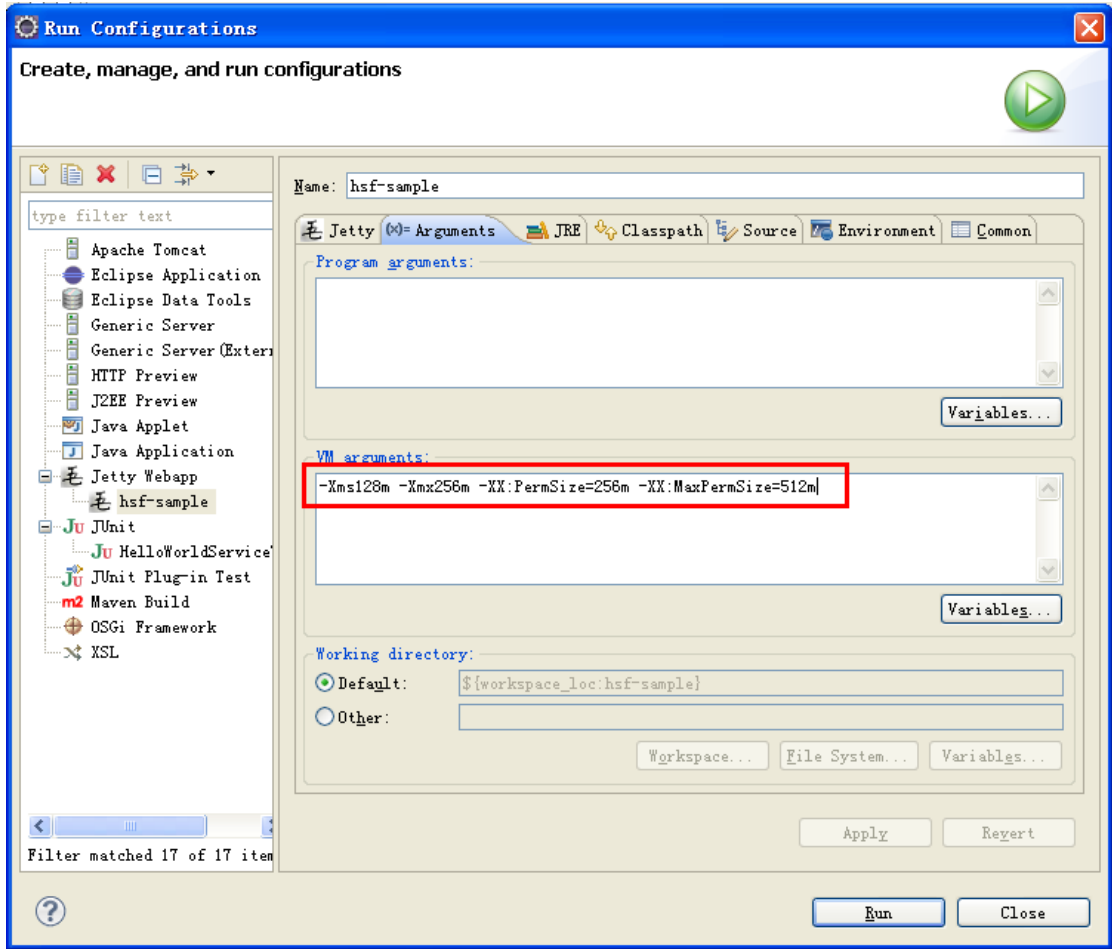 Run Configurations
Create, manage, and run configurations
type filter text
Apache Tomcat
Eclipse Application
Eclipse Data Tools
Generic Server
Generic Server(Extern
HTTP Preview
J2EE Preview
Java Applet
Java Application
Jetty Webapp
hsf-sample
JUnit
HelloWorldService
JUnit Plug-in Test
m2 Maven Build
OSGi Framework
XSL
Filter matched 17 of 17 item
Name: hsf-sample
Jetty (x)= Arguments JRE Classpath Source Environment Common
Program arguments:
Variables...
VM arguments:
-Xms128m -Xmx256m -XX:PermSize=256m -XX:MaxPermSize=512m
Variables...
Working directory:
Default: ${workspace_loc:hsf-sample}
Other:
Workspace... File System... Variables...
Apply Revert
Run Close